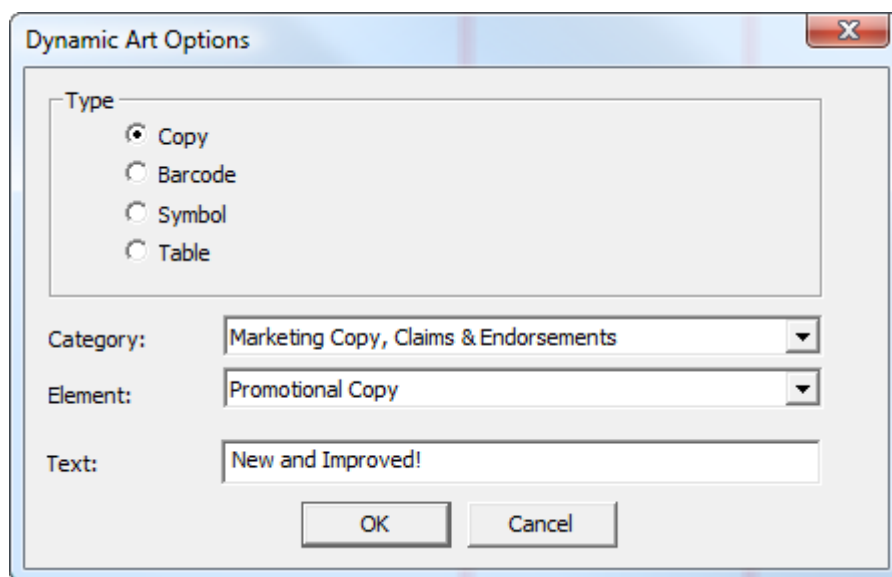 Dynamic Art Options
Type
Copy
Barcode
Symbol
Table
Category: Marketing Copy, Claims & Endorsements
Element: Promotional Copy
Text: New and Improved!
OK Cancel